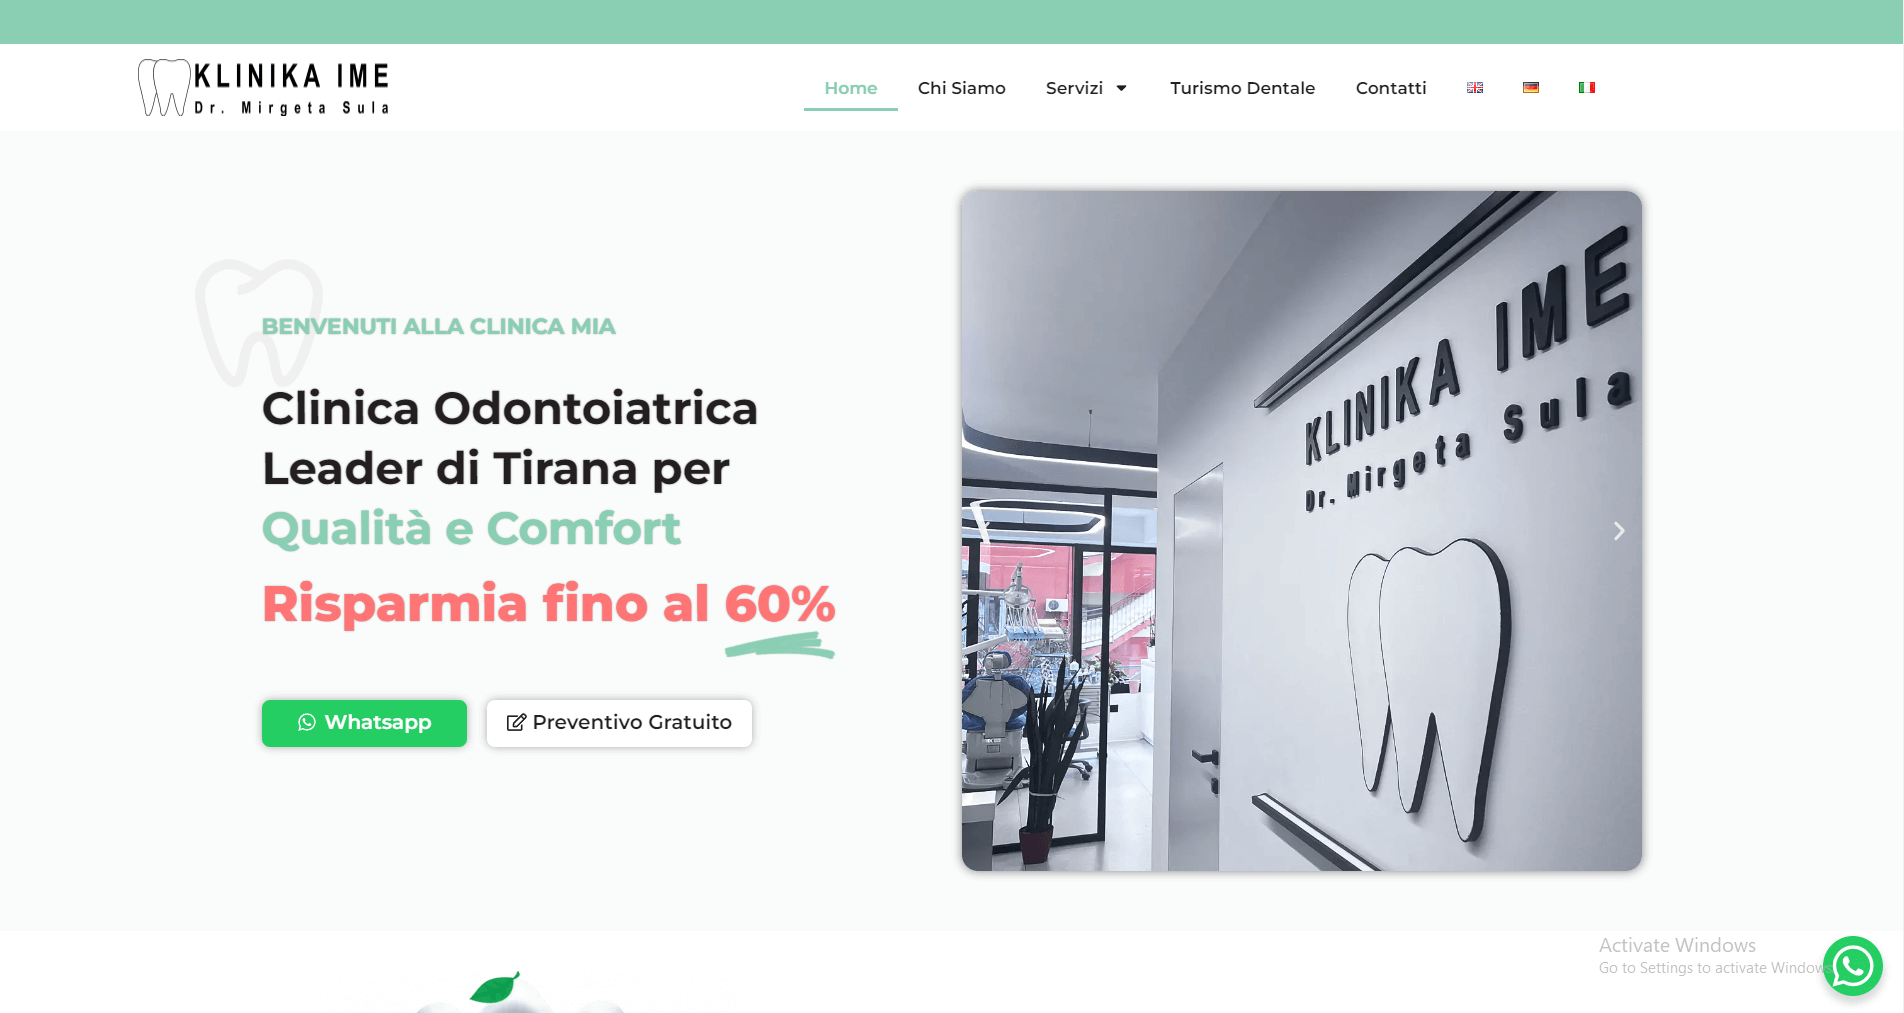 KLINIKA IME
Dr. Mirgeta Sula
Home
Chi Siamo
Servizi
Turismo Dentale
Contatti
BENVENUTI ALLA CLINICA MIA
Clinica Odontoiatrica
Leader di Tirana per
Qualità e Comfort
Risparmia fino al 60%
Whatsapp
Preventivo Gratuito
KLINIKA IME
Dr. Mirgeta Sula
Activate Windows
Go to Settings to activate Windows.